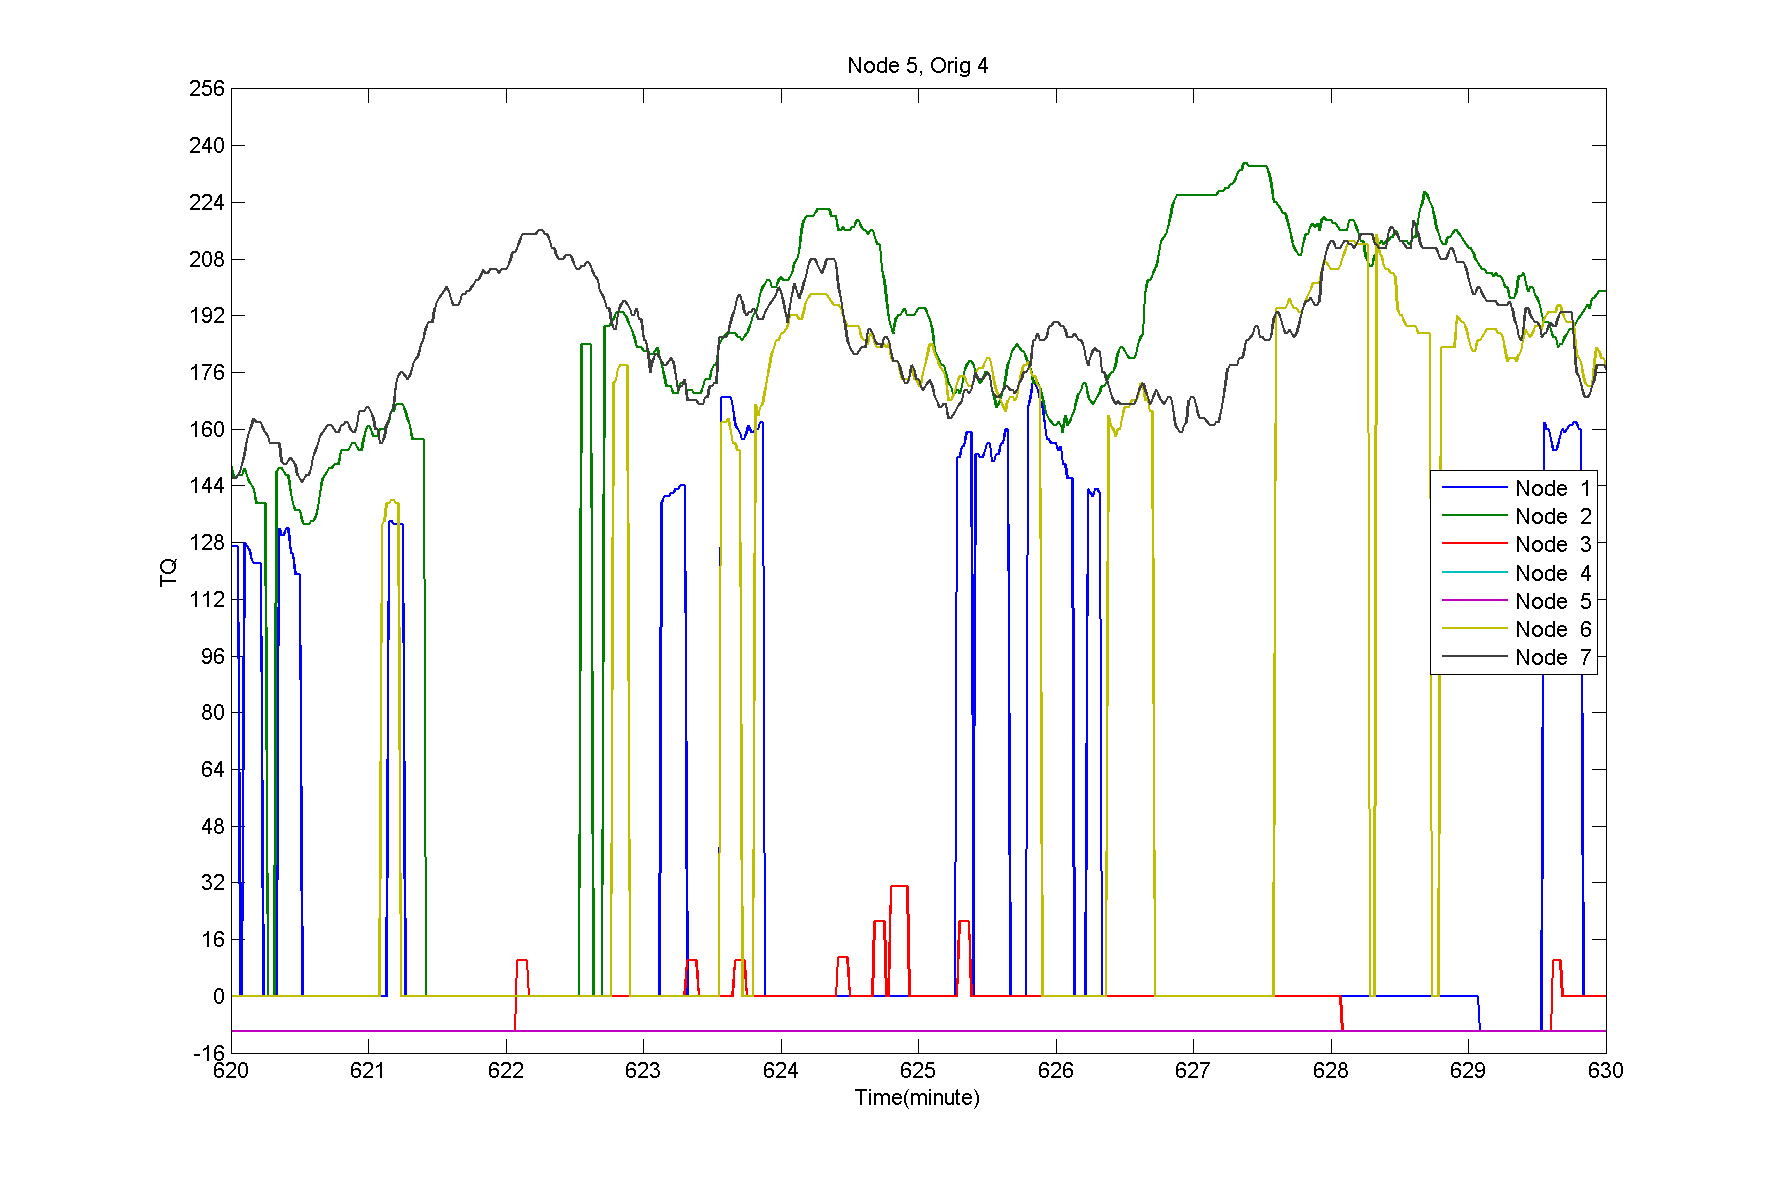 Node 5, Orig 4
256
240
224
208
192
176
160
144
128
112
96
80
64
48
32
16
0
-16
TQ
620 621 622 623 624 625 626 627 628 629 630
Time(minute)
Node 1
Node 2
Node 3
Node 4
Node 5
Node 6
Node 7